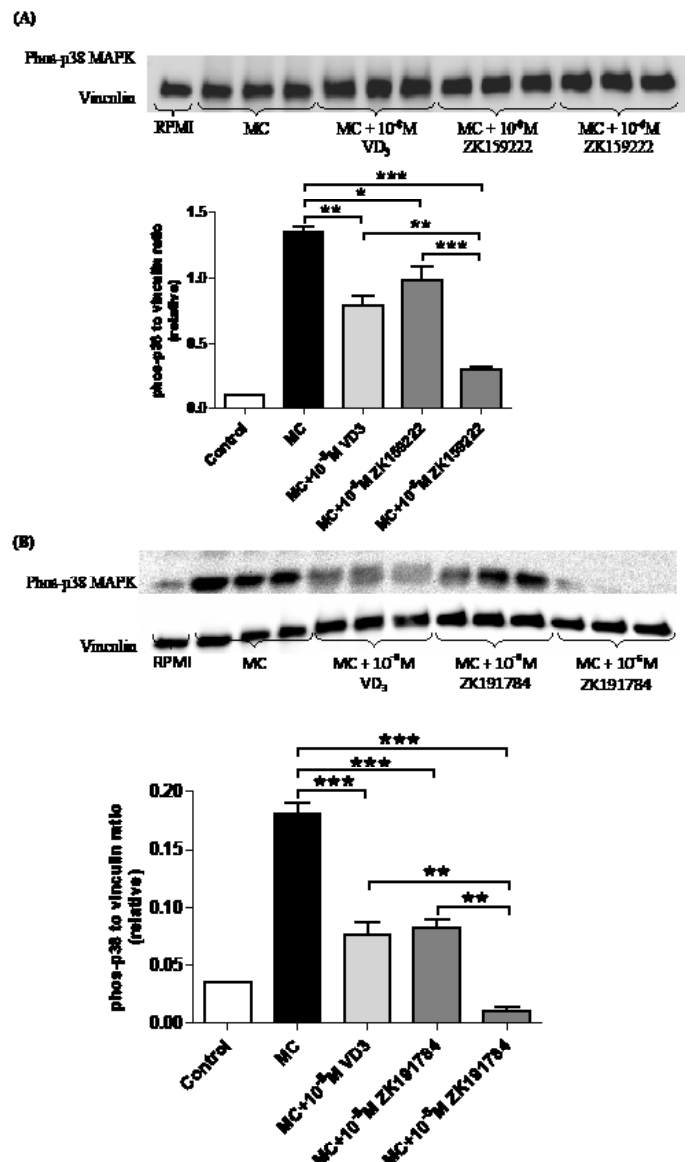 (A)
Phos-p38 MAPK
Vinculin
RPMI
MC
MC + 10⁻⁸M
VD₃
MC + 10⁻⁸M
ZK159222
MC + 10⁻⁶M
ZK159222
***
*
**
**
***
1.5
1.0
0.5
0.0
phos-p38 to vinculin ratio
(relative)
Control
MC
MC+10⁻⁸M VD3
MC+10⁻⁸M ZK159222
MC+10⁻⁶M ZK159222
(B)
Phos-p38 MAPK
Vinculin
RPMI
MC
MC + 10⁻⁸M
VD₃
MC + 10⁻⁸M
ZK191784
MC + 10⁻⁶M
ZK191784
***
***
***
**
**
0.20
0.15
0.10
0.05
0.00
phos-p38 to vinculin ratio
(relative)
Control
MC
MC+10⁻⁸M VD3
MC+10⁻⁸M ZK191784
MC+10⁻⁶M ZK191784